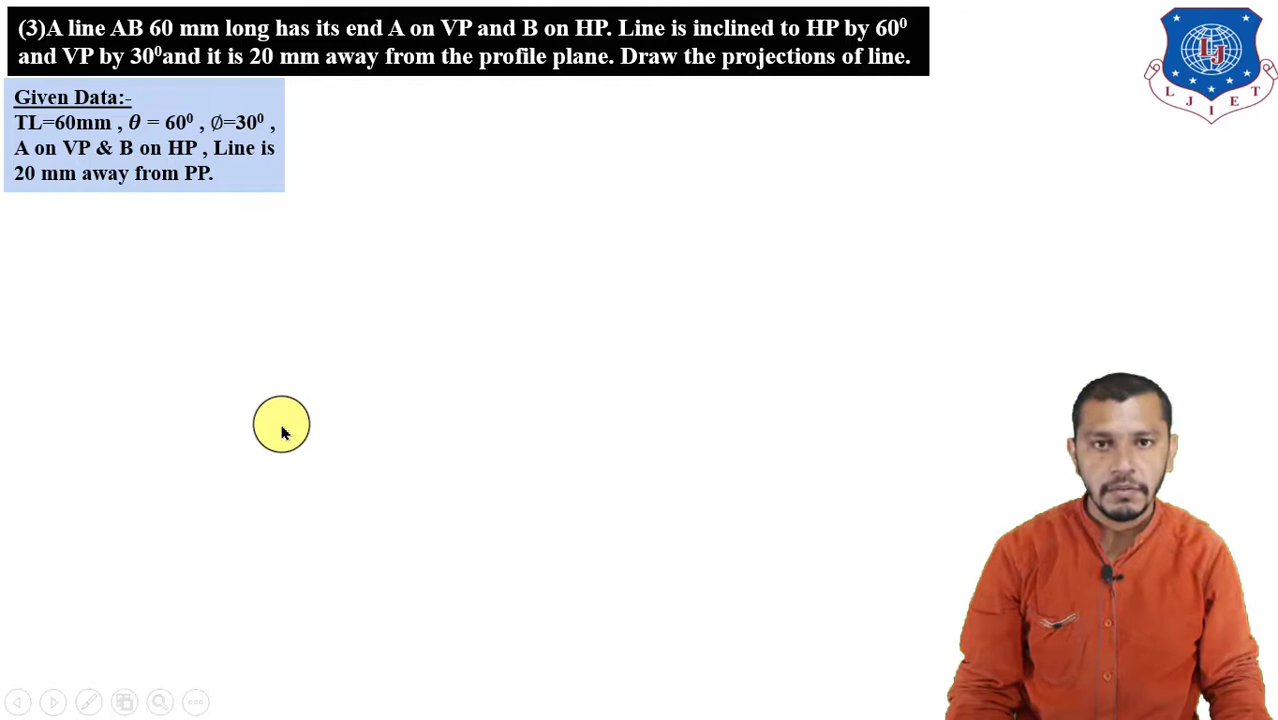 (3)A line AB 60 mm long has its end A on VP and B on HP. Line is inclined to HP by 60⁰
and VP by 30⁰and it is 20 mm away from the profile plane. Draw the projections of line.
Given Data:-
TL=60mm , θ = 60⁰ , ∅=30⁰ ,
A on VP & B on HP , Line is
20 mm away from PP.
LJ
L J I E T